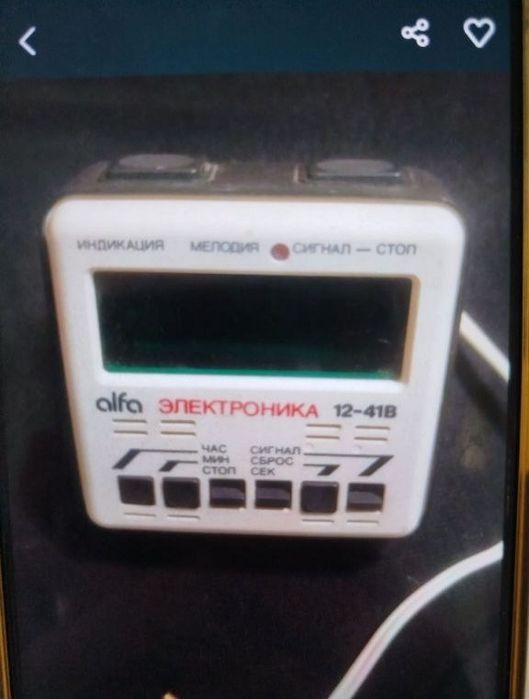 ИНДИКАЦИЯ МЕЛОДИЯ СИГНАЛ — СТОП
alfa ЭЛЕКТРОНИКА 12-41В
ЧАС СИГНАЛ
МИН СБРОС
СТОП СЕК